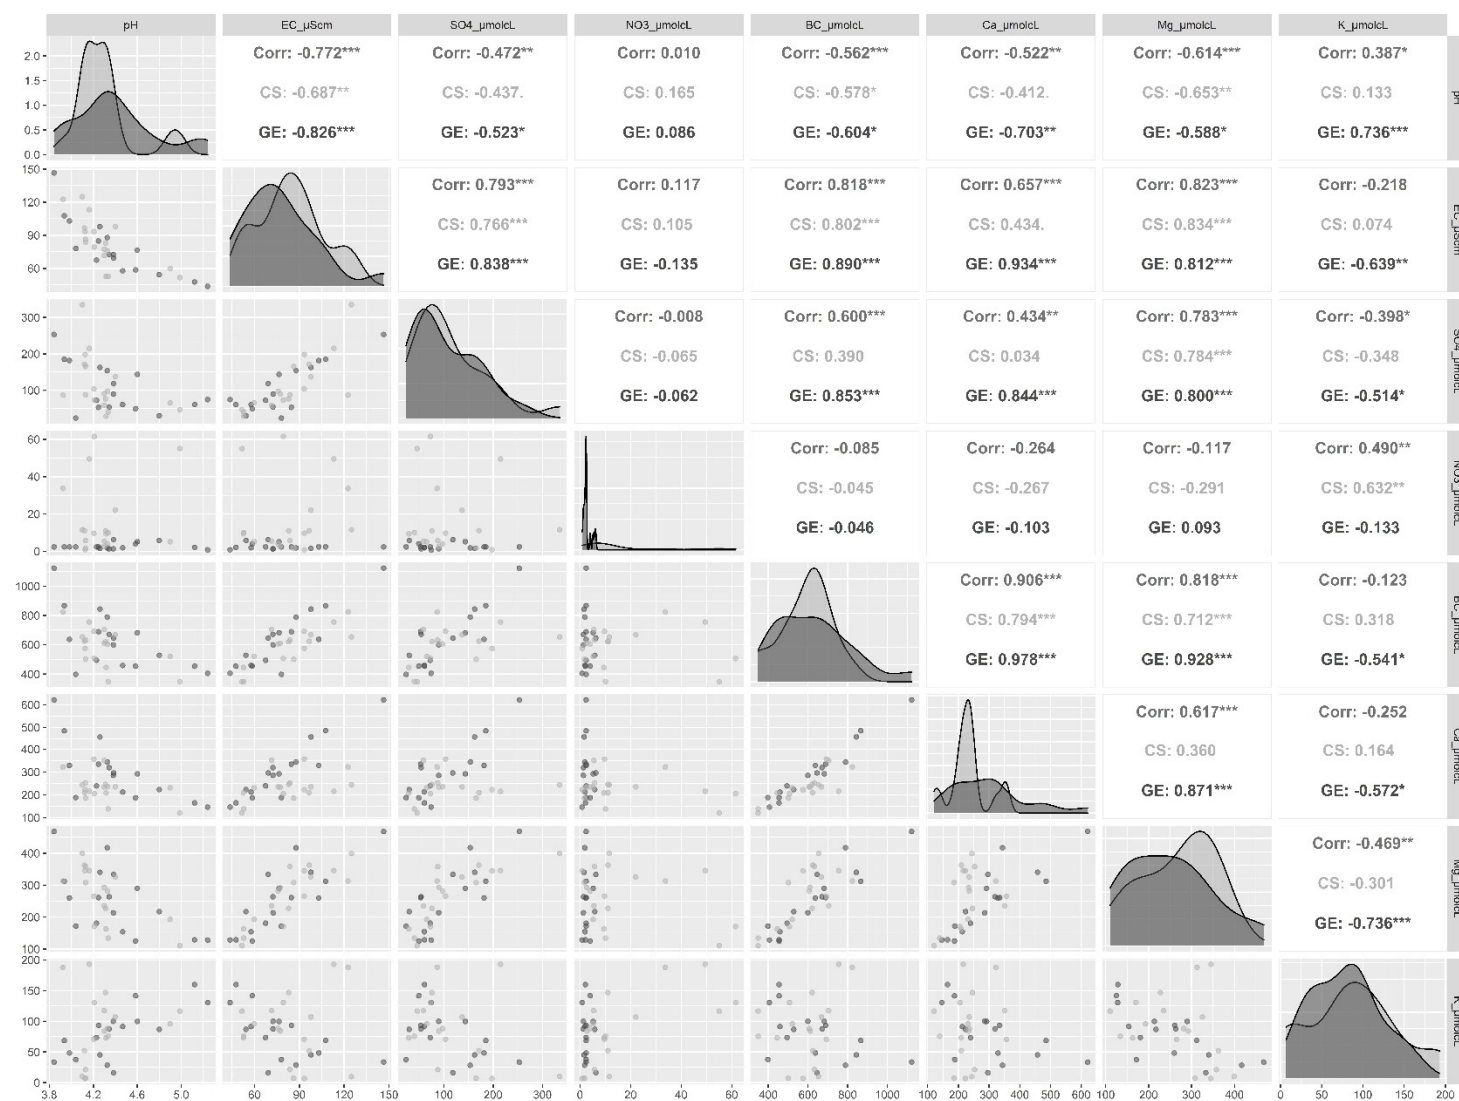 pH EC_µScm SO4_µmolcL NO3_µmolcL BC_µmolcL Ca_µmolcL Mg_µmolcL K_µmolcL
Corr: -0.772*** Corr: -0.472** Corr: 0.010 Corr: -0.562*** Corr: -0.522** Corr: -0.614*** Corr: 0.387*
CS: -0.687** CS: -0.437. CS: 0.165 CS: -0.578* CS: -0.412. CS: -0.653** CS: 0.133
GE: -0.826*** GE: -0.523* GE: 0.086 GE: -0.604* GE: -0.703** GE: -0.588* GE: 0.736***
2.0
1.5
1.0
0.5
0.0
pH
Corr: 0.793*** Corr: 0.117 Corr: 0.818*** Corr: 0.657*** Corr: 0.823*** Corr: -0.218
CS: 0.766*** CS: 0.105 CS: 0.802*** CS: 0.434. CS: 0.834*** CS: 0.074
GE: 0.838*** GE: -0.135 GE: 0.890*** GE: 0.934*** GE: 0.812*** GE: -0.639**
150
120
90
60
EC_µScm
Corr: -0.008 Corr: 0.600*** Corr: 0.434** Corr: 0.783*** Corr: -0.398*
CS: -0.065 CS: 0.390 CS: 0.034 CS: 0.784*** CS: -0.348
GE: -0.062 GE: 0.853*** GE: 0.844*** GE: 0.800*** GE: -0.514*
300
200
100
0
SO4_µmolcL
Corr: -0.085 Corr: -0.264 Corr: -0.117 Corr: 0.490**
CS: -0.045 CS: -0.267 CS: -0.291 CS: 0.632**
GE: -0.046 GE: -0.103 GE: 0.093 GE: -0.133
60
40
20
0
NO3_µmolcL
Corr: 0.906*** Corr: 0.818*** Corr: -0.123
CS: 0.794*** CS: 0.712*** CS: 0.318
GE: 0.978*** GE: 0.928*** GE: -0.541*
1000
800
600
400
BC_µmolcL
Corr: 0.617*** Corr: -0.252
CS: 0.360 CS: 0.164
GE: 0.871*** GE: -0.572*
600
500
400
300
200
100
Ca_µmolcL
Corr: -0.469**
CS: -0.301
GE: -0.736***
400
300
200
100
Mg_µmolcL
200
150
100
50
0
K_µmolcL
3.8 4.2 4.6 5.0 60 90 120 150 0 100 200 300 0 20 40 60 400 600 800 1000 100 200 300 400 500 600 100 200 300 400 0 50 100 150 200